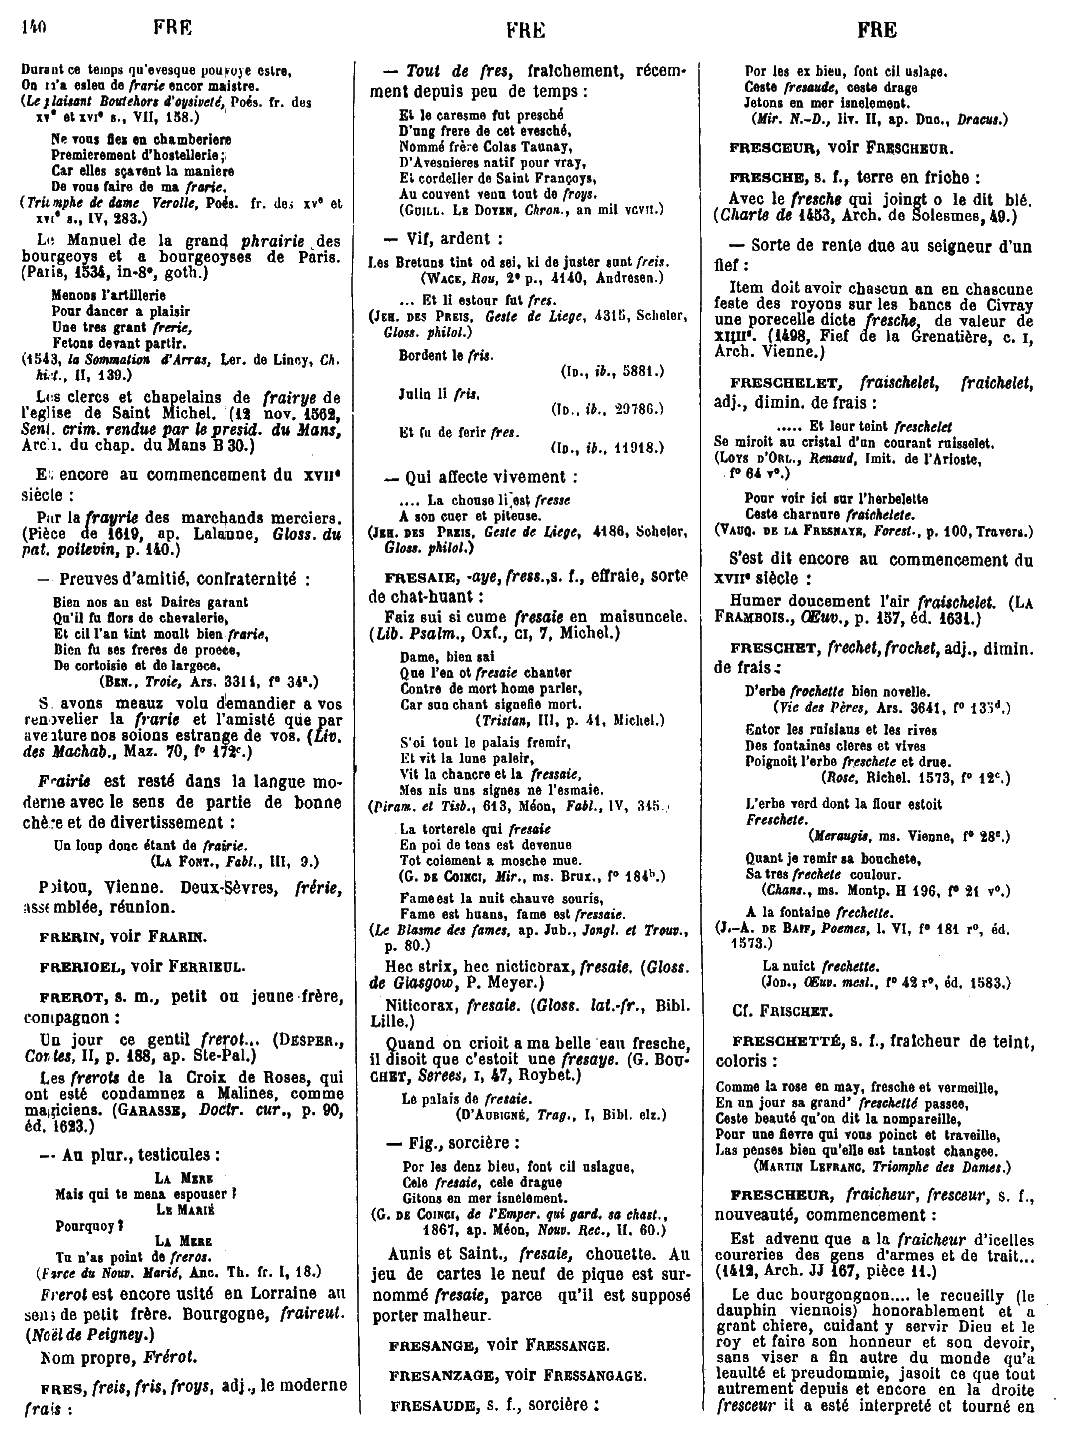 140 FRE FRE FRE
Durant ce temps qu'evesque pouvoye estre,
On n'a esleu de frarie encor maistre.
(Le plaisant Boutehors d'oysiveté, Poés. fr. des
xvᵉ et xviᵉ s., VII, 158.)
Ne vous fiez en chamberiere
Premierement d'hostellerie;
Car elles sçavent la maniere
De vous faire de ma frarie.
(Triumphe de dame Verolle, Poés. fr. des xvᵉ et
xviᵉ s., IV, 283.)
Le Manuel de la grand phrairie des
bourgeoys et a bourgeoyses de Paris.
(Paris, 1534, in-8°, goth.)
Menons l'artillerie
Pour dancer a plaisir
Une tres grant frerie,
Fetons devant partir.
(1543, la Sommation d'Arras, Ler. de Lincy, Ch.
hist., II, 139.)
Les clercs et chapelains de frairye de
l'eglise de Saint Michel. (12 nov. 1562,
Sent. crim. rendue par le presid. du Mans,
Arch. du chap. du Mans B 30.)
Et encore au commencement du XVIIᵉ
siècle :
Par la frayrie des marchands merciers.
(Pièce de 1619, ap. Lalanne, Gloss. du
pat. poitevin, p. 140.)
— Preuves d'amitié, confraternité :
Bien nos an est Daires garant
Qu'il fu flors de chevalerie,
Et cil l'an tint moult bien frarie,
Bien fu ses freres de proece,
De cortoisie et de largece.
(BEN., Troie, Ars. 3314, f° 34ᵃ.)
S avons meauz volu demandier a vos
renovelier la frarie et l'amisté que par
aventure nos soions estrange de vos. (Liv.
des Machab., Maz. 70, f° 172ᶜ.)
Frairie est resté dans la langue mo-
derne avec le sens de partie de bonne
chère et de divertissement :
Un loup donc étant de frairie.
(LA FONT., Fabl., III, 9.)
Poitou, Vienne. Deux-Sèvres, frérie,
assemblée, réunion.
FRERIN, voir FRARIN.
FRERIOEL, voir FERRIEUL.
FREROT, s. m., petit ou jeune frère,
compagnon :
Un jour ce gentil frerot... (DESPER.,
Contes, II, p. 188, ap. Ste-Pal.)
Les frerots de la Croix de Roses, qui
ont esté condamnez a Malines, comme
magiciens. (GARASSE, Doctr. cur., p. 90,
éd. 1623.)
— Au plur., testicules :
LA MERE
Mais qui te mena espouser ?
LE MARIÉ
Pourquoy ?
LA MERE
Tu n'as point de freros.
(Farce du Nouv. Marié, Anc. Th. fr. I, 18.)
Frerot est encore usité en Lorraine au
sens de petit frère. Bourgogne, fraireut.
(Noël de Peigney.)
Nom propre, Frérot.
FRES, freis, fris, froys, adj., le moderne
frais :
— Tout de fres, fraîchement, récem-
ment depuis peu de temps :
Et le caresme fut presché
D'ung frere de cet evesché,
Nommé frère Colas Taunay,
D'Avesnieres natif pour vray,
Et cordelier de Saint Françoys,
Au couvent venu tout de froys.
(GUILL. LE DOYEN, Chron., an mil vcvii.)
— Vif, ardent :
Les Bretuns tint od sei, ki de juster sunt freis.
(WACE, Rou, 2ᵉ p., 4140, Andresen.)
... Et li estour fut fres.
(JEH. DES PREIS, Geste de Liege, 4315, Scheler,
Gloss. philol.)
Bordent le fris.
(ID., ib., 5881.)
Julin li fris.
(ID., ib., 29786.)
Et fu de ferir fres.
(ID., ib., 11918.)
— Qui affecte vivement :
.... La chouse li est fresse
A son cuer et piteuse.
(JEH. DES PREIS, Geste de Liege, 4186, Scheler,
Gloss. philol.)
FRESAIE, -aye, fress., s. f., effraie, sorte
de chat-huant :
Faiz sui si cume fresaie en maisuncele.
(Lib. Psalm., Oxf., CI, 7, Michel.)
Dame, bien sai
Que l'en ot fresaie chanter
Contre de mort home parler,
Car sun chant signefie mort.
(Tristan, III, p. 41, Michel.)
S'oi tout le palais fremir,
Et vit la lune paleir,
Vit la chancre et la fressaie,
Mes nis uns signes ne l'esmaie.
(Piram. et Tisb., 613, Méon, Fabl., IV, 345.)
La torterele qui fresaie
En poi de tens est devenue
Tot coiement a mosche mue.
(G. DE COINCI, Mir., ms. Brux., f° 184ᵇ.)
Fame est la nuit chauve souris,
Fame est huans, fame est fressaie.
(Le Blasme des fames, ap. Jub., Jongl. et Trouv.,
p. 80.)
Hec strix, hec nicticorax, fresaie. (Gloss.
de Glasgow, P. Meyer.)
Niticorax, fresaie. (Gloss. lat.-fr., Bibl.
Lille.)
Quand on crioit a ma belle eau fresche,
il disoit que c'estoit une fresaye. (G. BOU-
CHET, Serees, I, 47, Roybet.)
Le palais de fresaie.
(D'AUBIGNÉ, Trag., I, Bibl. elz.)
— Fig., sorcière :
Por les denz bieu, font cil uslague,
Cele fresaie, cele drague
Gitons en mer isnelement.
(G. DE COINCI, de l'Emper. qui gard. sa chast.,
1867, ap. Méon, Nouv. Rec., II. 60.)
Aunis et Saint., fresaie, chouette. Au
jeu de cartes le neuf de pique est sur-
nommé fresaie, parce qu'il est supposé
porter malheur.
FRESANGE, voir FRESSANGE.
FRESANZAGE, voir FRESSANGAGE.
FRESAUDE, s. f., sorcière :
Por les ex bieu, font cil uslage.
Ceste fresaude, ceste drage
Jetons en mer isnelement.
(Mir. N.-D., liv. II, ap. Duc., Dracus.)
FRESCEUR, voir FRESCHEUR.
FRESCHE, s. f., terre en friche :
Avec le fresche qui joingt o le dit blé.
(Charte de 1453, Arch. de Solesmes, 49.)
— Sorte de rente due au seigneur d'un
fief :
Item doit avoir chascun an en chascune
feste des royons sur les bancs de Civray
une porecelle dicte fresche, de valeur de
XIIIIᵉ. (1498, Fief de la Grenatière, c. I,
Arch. Vienne.)
FRESCHELET, fraischelet, fraichelet,
adj., dimin. de frais :
..... Et leur teint freschelet
Se miroit au cristal d'un courant ruisselet.
(LOYS D'ORL., Renaud, Imit. de l'Arioste,
f° 64 v°.)
Pour voir ici sur l'herbelette
Ceste charnure fraichelete.
(VAUQ. DE LA FRESNAYE, Forest., p. 100, Travers.)
S'est dit encore au commencement du
XVIIᵉ siècle :
Humer doucement l'air fraischelet. (LA
FRAMBOIS., Œuv., p. 157, éd. 1631.)
FRESCHET, frechet, frochet, adj., dimin.
de frais :
D'erbe frochette bien novelle.
(Vie des Pères, Ars. 3641, f° 135ᵈ.)
Entor les ruisiaus et les rives
Des fontaines cleres et vives
Poignoit l'erbe freschete et drue.
(Rose, Richel. 1573, f° 12ᶜ.)
L'erbe verd dont la flour estoit
Freschete.
(Meraugis, ms. Vienne, f° 28ᶜ.)
Quant je remir sa bouchete,
Sa tres frechete coulour.
(Chans., ms. Montp. H 196, f° 21 v°.)
A la fontaine frechette.
(J.-A. DE BAIF, Poemes, l. VI, f° 181 r°, éd.
1573.)
La nuict frechette.
(JOD., Œuv. mesl., f° 42 r°, éd. 1583.)
Cf. FRISCHET.
FRESCHETTÉ, s. f., fraîcheur de teint,
coloris :
Comme la rose en may, fresche et vermeille,
En un jour sa grand' freschetté passee,
Ceste beauté qu'on dit la nompareille,
Pour une fievre qui vous poinct et traveille,
Las penses bien qu'elle est tantost changee.
(MARTIN LEFRANC, Triomphe des Dames.)
FRESCHEUR, fraicheur, fresceur, s. f.,
nouveauté, commencement :
Est advenu que a la fraicheur d'icelles
coureries des gens d'armes et de trait...
(1412, Arch. JJ 167, pièce 11.)
Le duc bourgongnon.... le recueilly (le
dauphin viennois) honorablement et a
grant chiere, cuidant y servir Dieu et le
roy et faire son honneur et son devoir,
sans viser a fin autre du monde qu'a
leaulté et preudommie, jasoit ce que tout
autrement depuis et encore en la droite
fresceur il a esté interpreté et tourné en